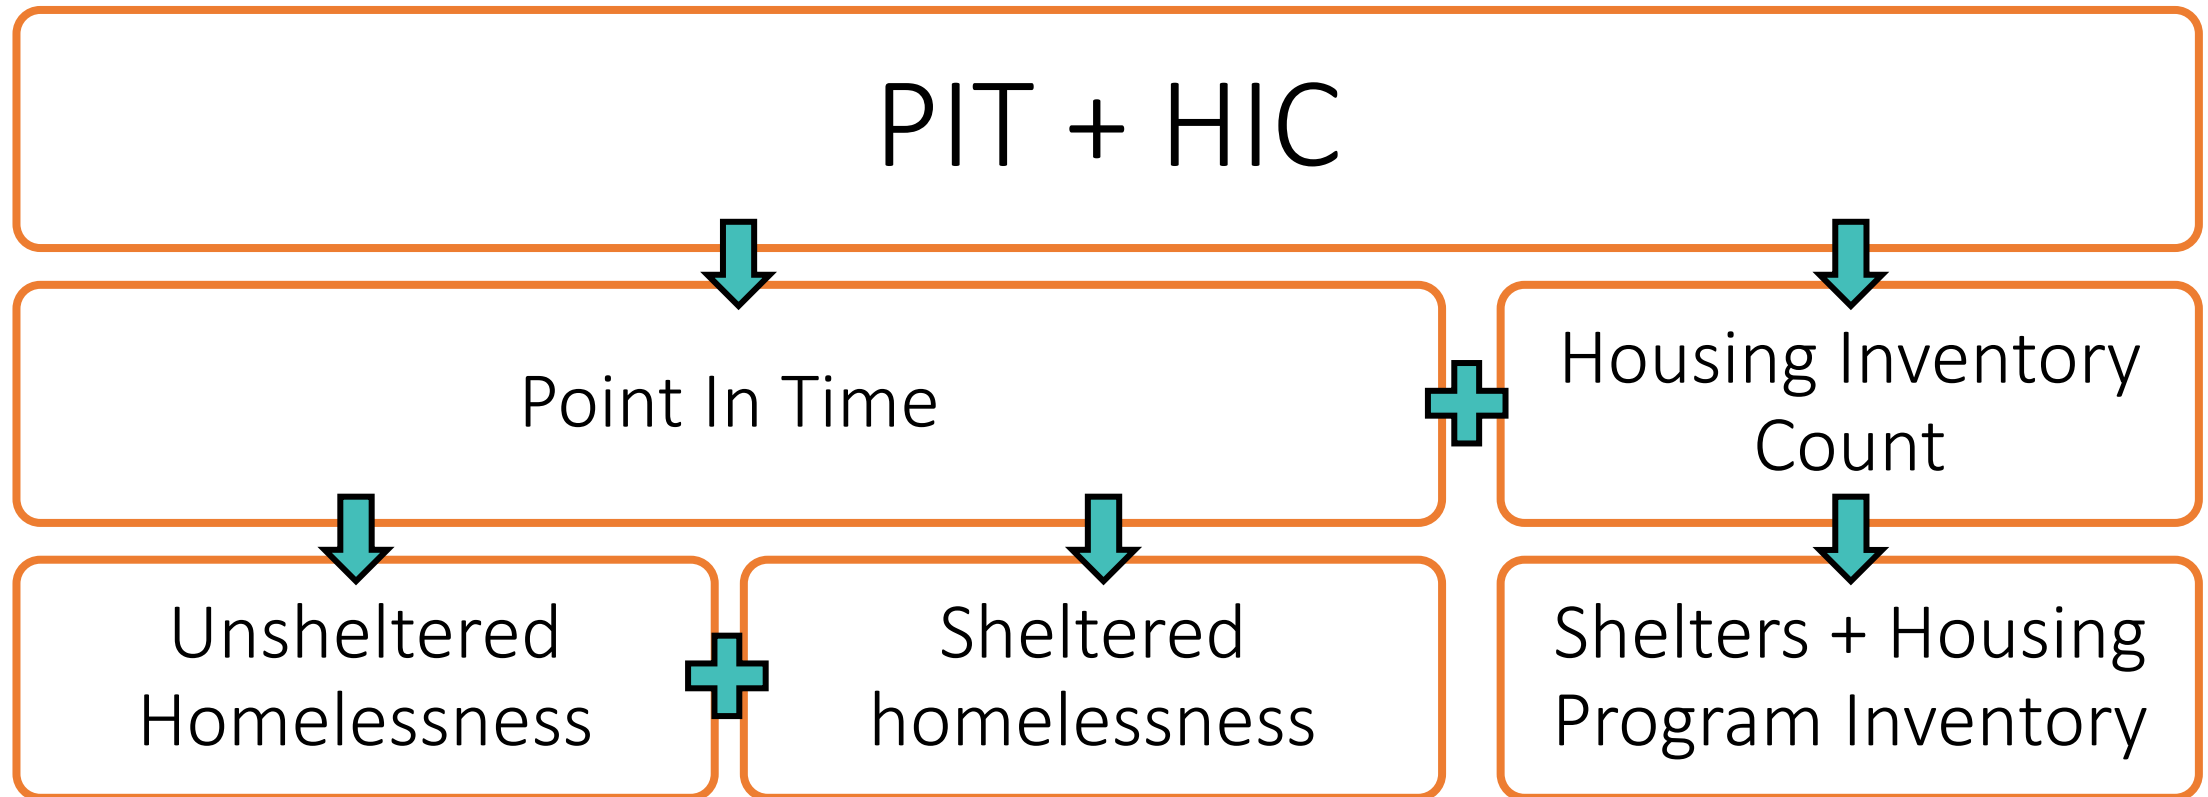 PIT + HIC
Point In Time
Housing Inventory
Count
Unsheltered
Homelessness
Sheltered
homelessness
Shelters + Housing
Program Inventory